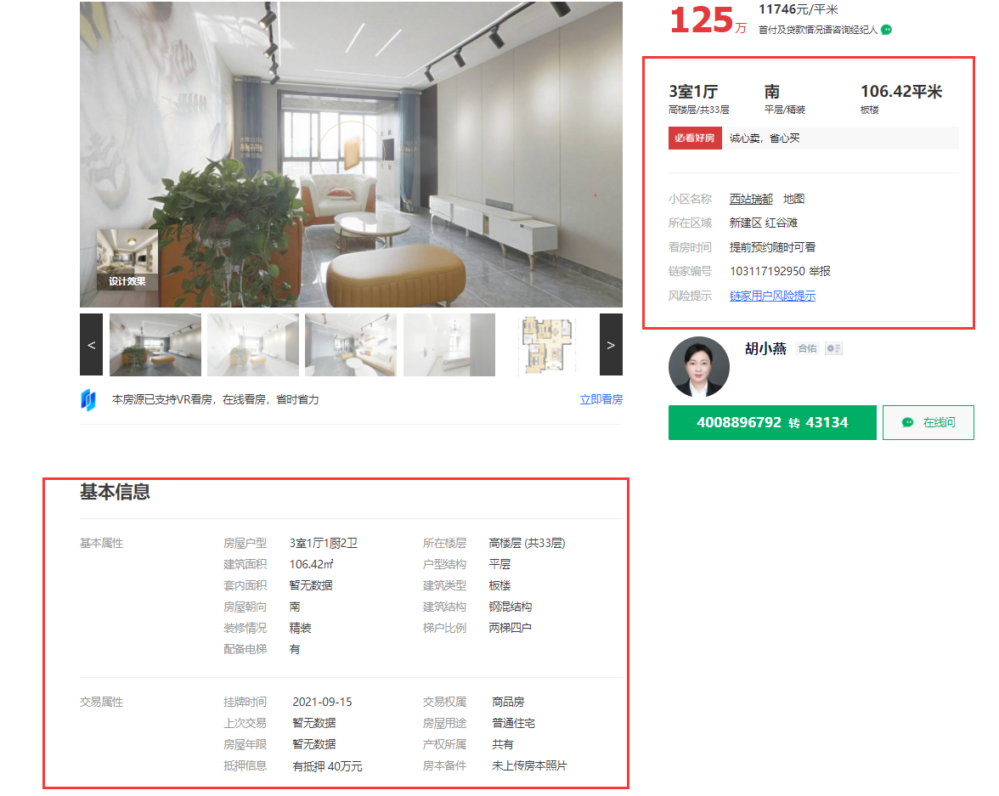 125万
11746元/平米
首付及贷款情况请咨询经纪人
3室1厅 南 106.42平米
高楼层/共33层 平层/精装 板楼
必看好房 诚心卖，省心买
小区名称 西站瑞都 地图
所在区域 新建区 红谷滩
看房时间 提前预约随时可看
链家编号 103117192950 举报
风险提示 链家用户风险提示
设计效果
< >
胡小燕 合佑
本房源已支持VR看房，在线看房，省时省力 立即看房
4008896792 转 43134 在线问
基本信息
基本属性 房屋户型 3室1厅1厨2卫 所在楼层 高楼层 (共33层)
建筑面积 106.42㎡ 户型结构 平层
套内面积 暂无数据 建筑类型 板楼
房屋朝向 南 建筑结构 钢混结构
装修情况 精装 梯户比例 两梯四户
配备电梯 有
交易属性 挂牌时间 2021-09-15 交易权属 商品房
上次交易 暂无数据 房屋用途 普通住宅
房屋年限 暂无数据 产权所属 共有
抵押信息 有抵押 40万元 房本备件 未上传房本照片